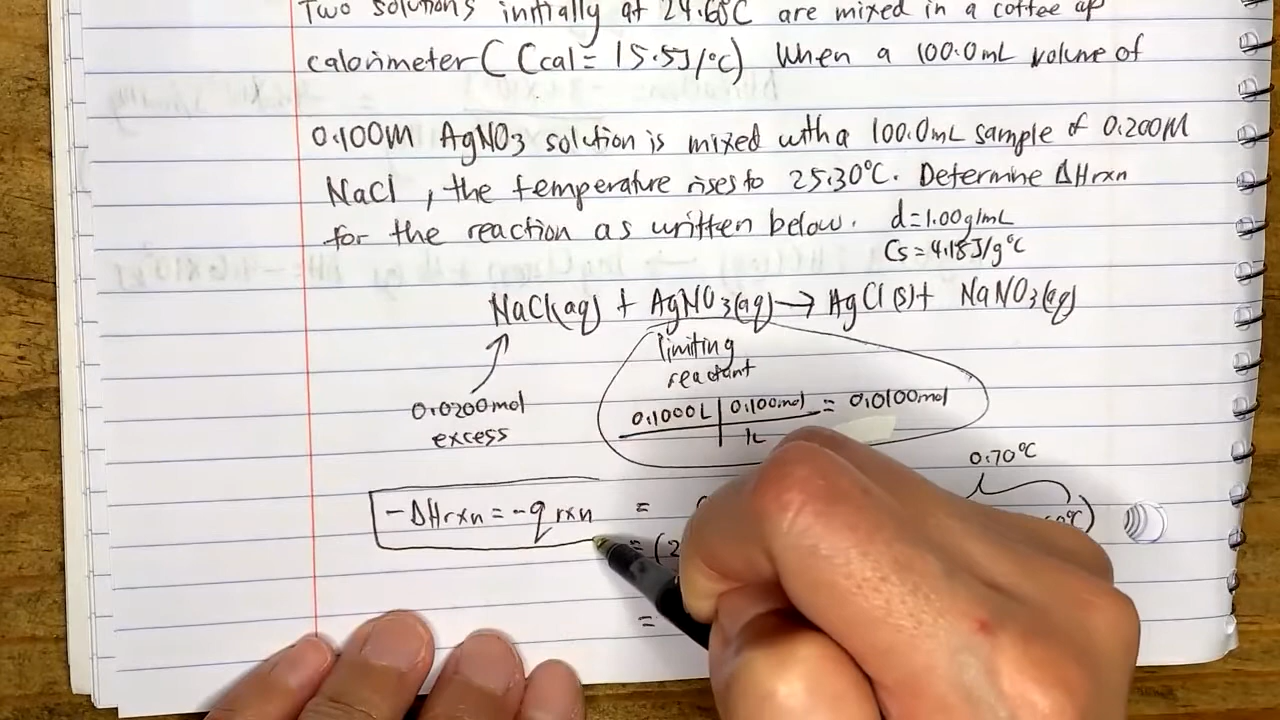 Two solutions initially at 24.60°C are mixed in a coffee cup
calorimeter (Ccal = 15.5J/°C) When a 100.0mL volume of
0.100M AgNO3 solution is mixed with a 100.0mL sample of 0.200M
NaCl, the temperature rises to 25.30°C. Determine ΔHrxn
for the reaction as written below. d=1.00g/mL
Cs=4.18J/g°C
NaCl(aq) + AgNO3(aq) → AgCl(s) + NaNO3(aq)
limiting
reactant
0.0200mol
excess
0.1000L | 0.100mol = 0.0100mol
1L
0.70°C
-ΔHrxn = -qrxn = (
°C)
= (2
=